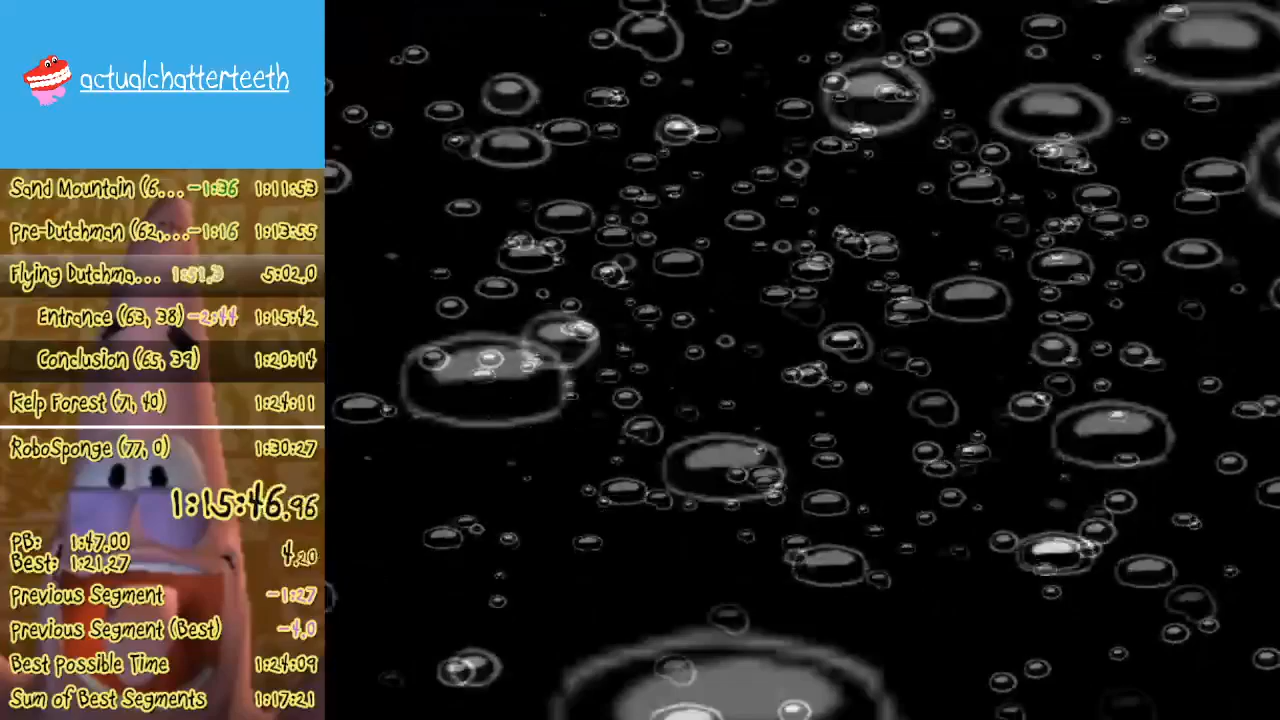 actualchatterteeth
Sand Mountain (6... -1:36 1:11:53
Pre-Dutchman (62,... -1:16 1:13:55
Flying Dutchma... 1:51.3 5:02.0
Entrance (63, 38) -2:44 1:15:42
Conclusion (65, 39) 1:20:14
Kelp Forest (71, 40) 1:24:11
RoboSponge (77, 0) 1:30:27
1:15:46.96
PB: 1:47.00
Best: 1:21.27 4.20
Previous Segment -1:27
Previous Segment (Best) -4.0
Best Possible Time 1:24:09
Sum of Best Segments 1:17:21